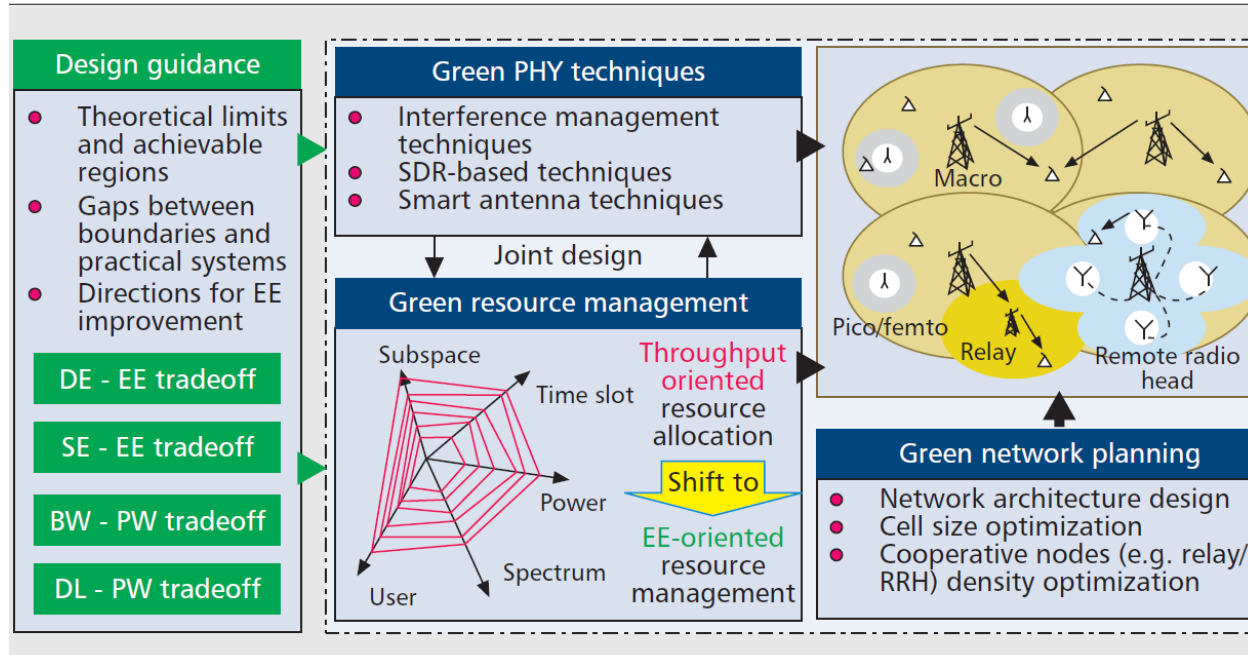 Design guidance
Theoretical limits
and achievable
regions
Gaps between
boundaries and
practical systems
Directions for EE
improvement
DE - EE tradeoff
SE - EE tradeoff
BW - PW tradeoff
DL - PW tradeoff
Green PHY techniques
Interference management
techniques
SDR-based techniques
Smart antenna techniques
Joint design
Green resource management
Subspace
Time slot
Power
Spectrum
User
Throughput
oriented
resource
allocation
Shift to
EE-oriented
resource
management
Macro
Pico/femto
Relay
Remote radio
head
Green network planning
Network architecture design
Cell size optimization
Cooperative nodes (e.g. relay/
RRH) density optimization